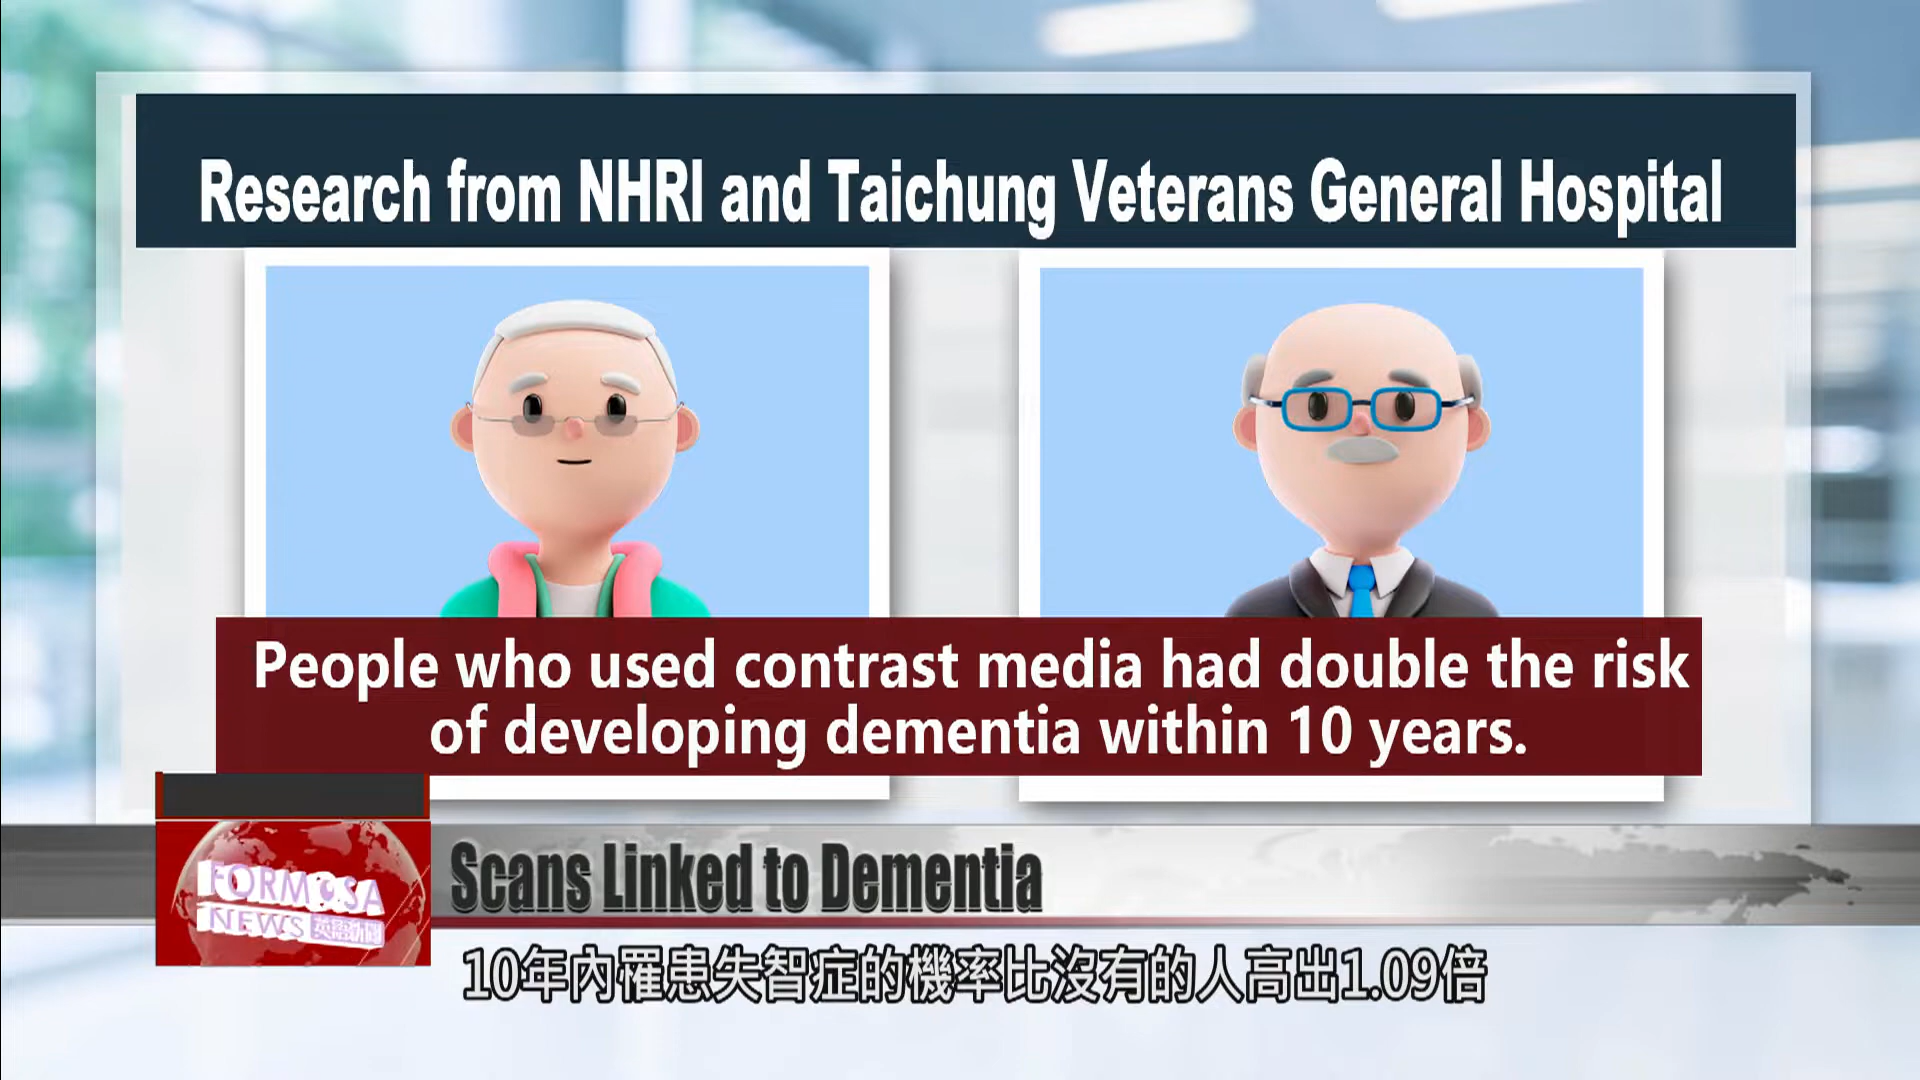 Research from NHRI and Taichung Veterans General Hospital
People who used contrast media had double the risk
of developing dementia within 10 years.
Scans Linked to Dementia
FORMOSA
NEWS 英語新聞
10年內罹患失智症的機率比沒有的人高出1.09倍